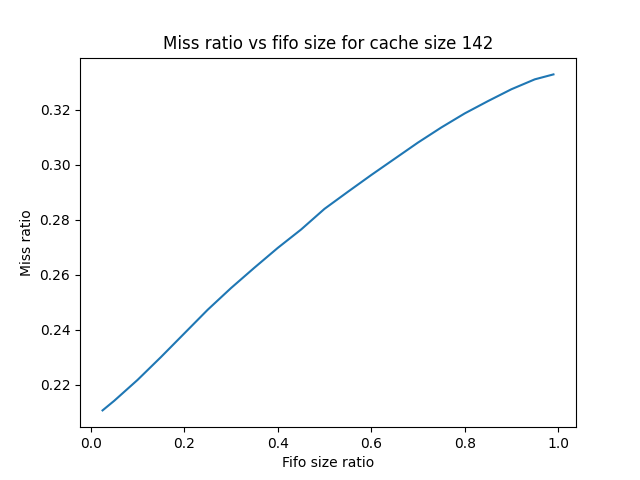 Miss ratio vs fifo size for cache size 142
0.32
0.30
0.28
0.26
0.24
0.22
Miss ratio
0.0 0.2 0.4 0.6 0.8 1.0
Fifo size ratio